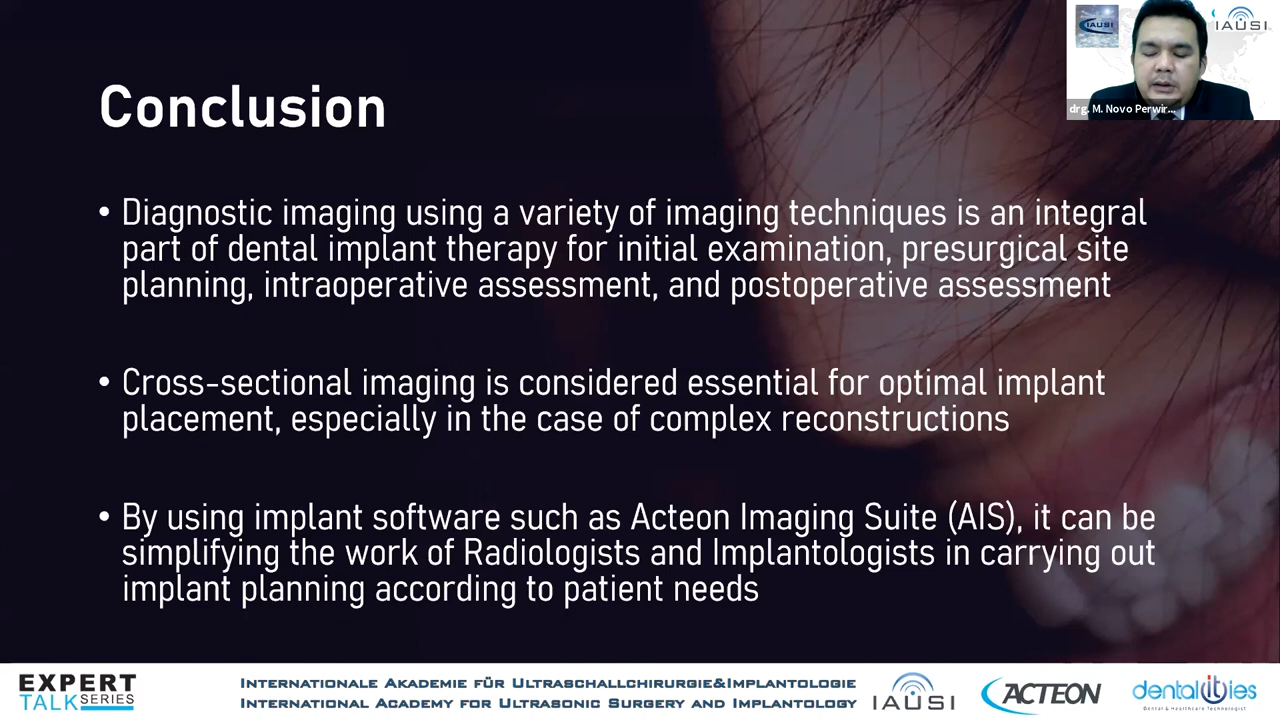 IAUSI
IAUSI
drg. M. Novo Perwir...
Conclusion
• Diagnostic imaging using a variety of imaging techniques is an integral
part of dental implant therapy for initial examination, presurgical site
planning, intraoperative assessment, and postoperative assessment
• Cross-sectional imaging is considered essential for optimal implant
placement, especially in the case of complex reconstructions
• By using implant software such as Acteon Imaging Suite (AIS), it can be
simplifying the work of Radiologists and Implantologists in carrying out
implant planning according to patient needs
EXPERT
TALK SERIES
INTERNATIONALE AKADEMIE FÜR ULTRASCHALLCHIRURGIE&IMPLANTOLOGIE
INTERNATIONAL ACADEMY FOR ULTRASONIC SURGERY AND IMPLANTOLOGY
IAUSI
ACTEON
dentalitbies
Dental & Healthcare Technologist